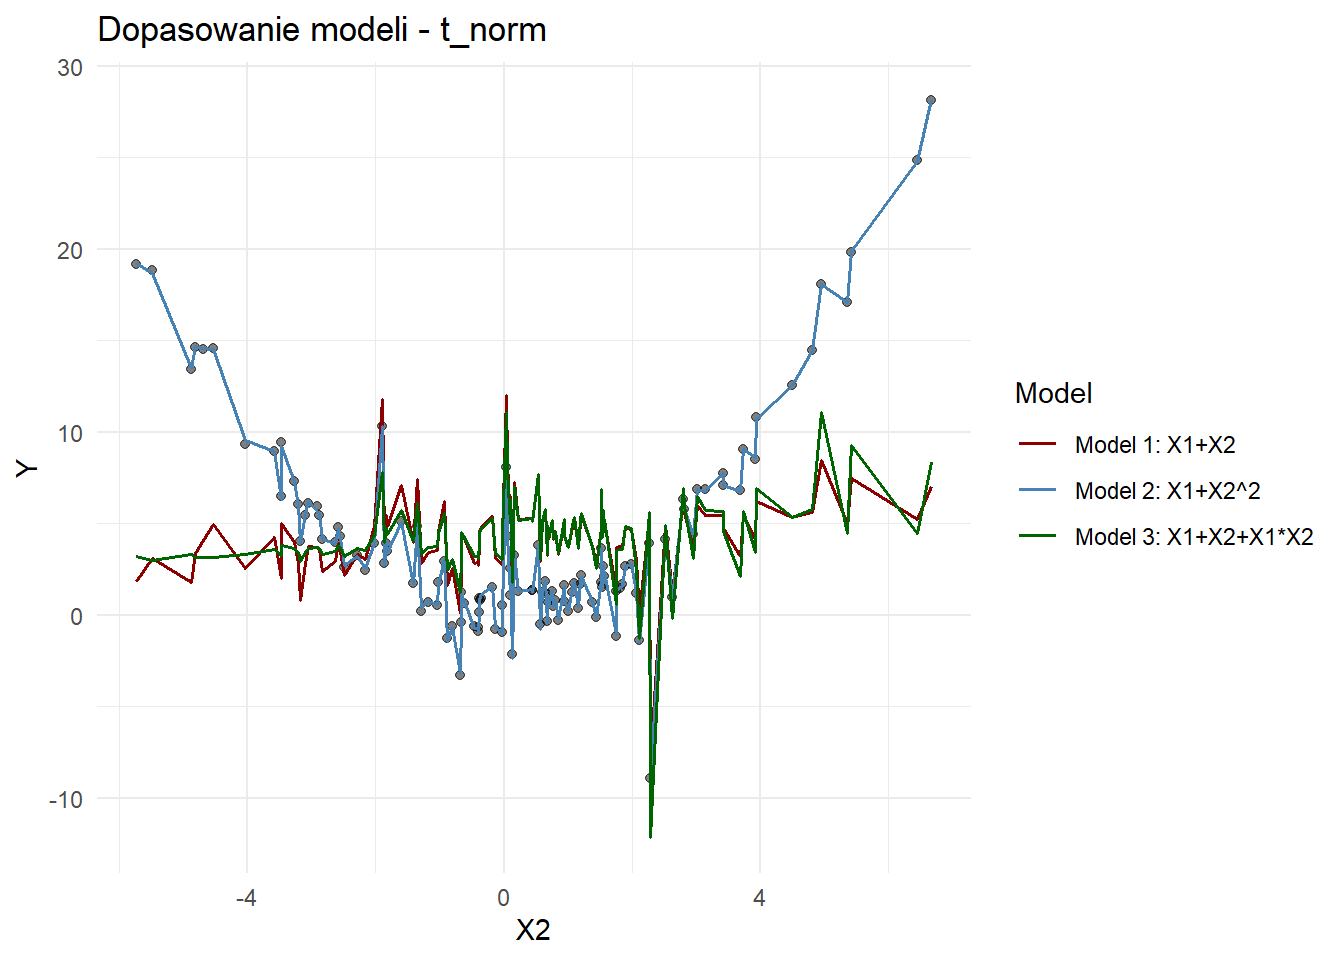 Dopasowanie modeli - t_norm
30
20
10
0
-10
Y
-4
0
4
X2
Model
Model 1: X1+X2
Model 2: X1+X2^2
Model 3: X1+X2+X1*X2